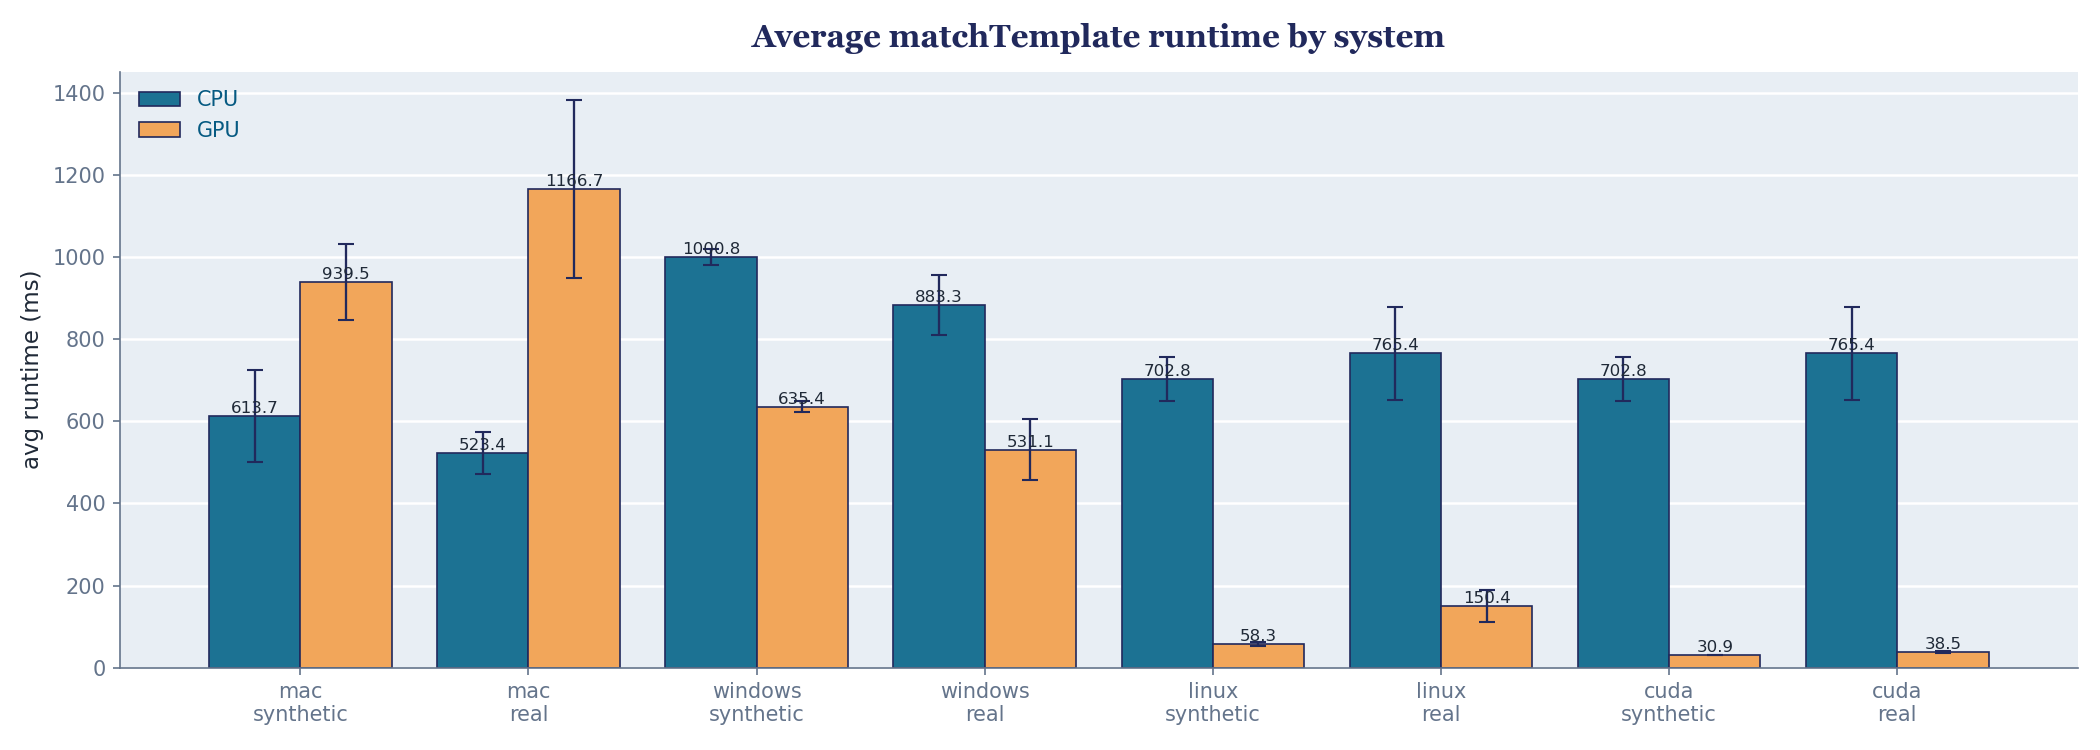 Average matchTemplate runtime by system
avg runtime (ms)
1400
1200
1000
800
600
400
200
0
CPU
GPU
613.7
939.5
523.4
1166.7
1000.8
635.4
883.3
531.1
702.8
58.3
765.4
150.4
702.8
30.9
765.4
38.5
mac
synthetic
mac
real
windows
synthetic
windows
real
linux
synthetic
linux
real
cuda
synthetic
cuda
real